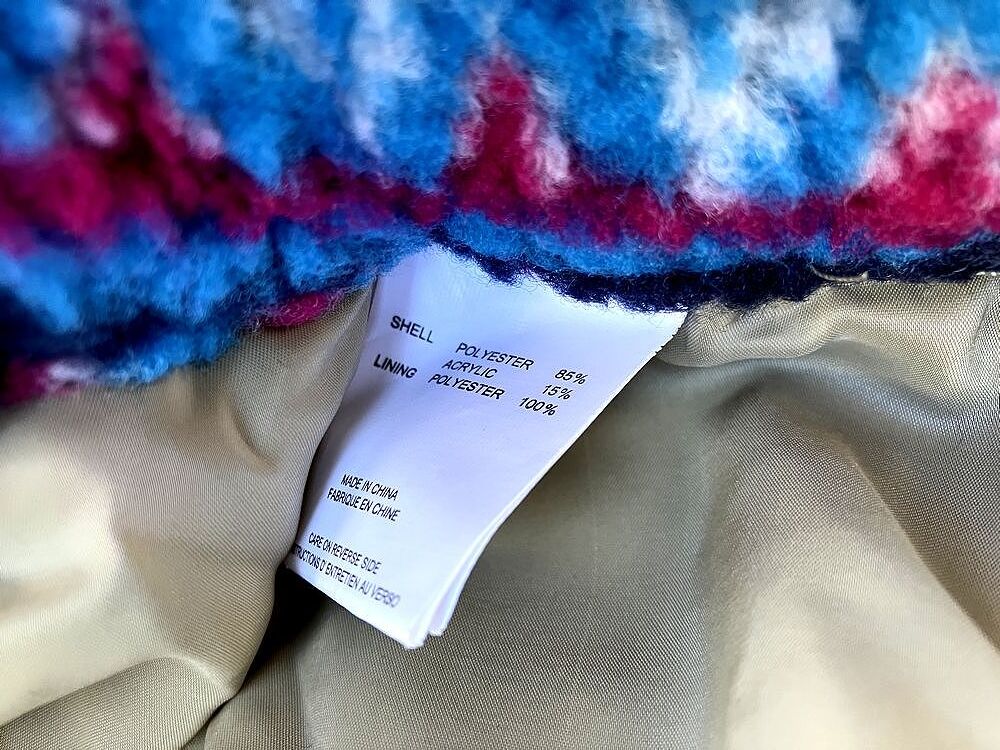 SHELL POLYESTER 85%
ACRYLIC 15%
LINING POLYESTER 100%
MADE IN CHINA
FABRIQUE EN CHINE
CARE ON REVERSE SIDE
D'ENTRETIEN AU VERSO